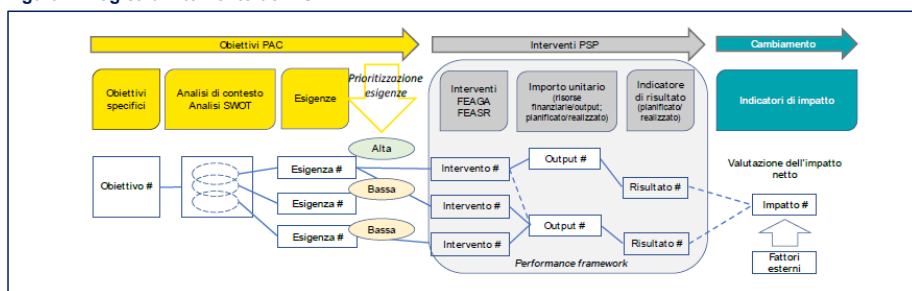 Obiettivi PAC
Interventi PSP
Cambiamento
Obiettivi
specifici
Analisi di contesto
Analisi SWOT
Esigenze
Prioritizzazione
esigenze
Interventi
FEAGA
FEASR
Importo unitario
(risorse
finanziarie/output;
pianificato/realizzato)
Indicatore
di risultato
(pianificato/
realizzato)
Indicatori di impatto
Alta
Valutazione dell'impatto
netto
Obiettivo #
Esigenza #
Intervento #
Output #
Bassa
Risultato #
Esigenza #
Intervento #
Impatto #
Bassa
Output #
Esigenza #
Intervento #
Risultato #
Performance framework
Fattori
esterni